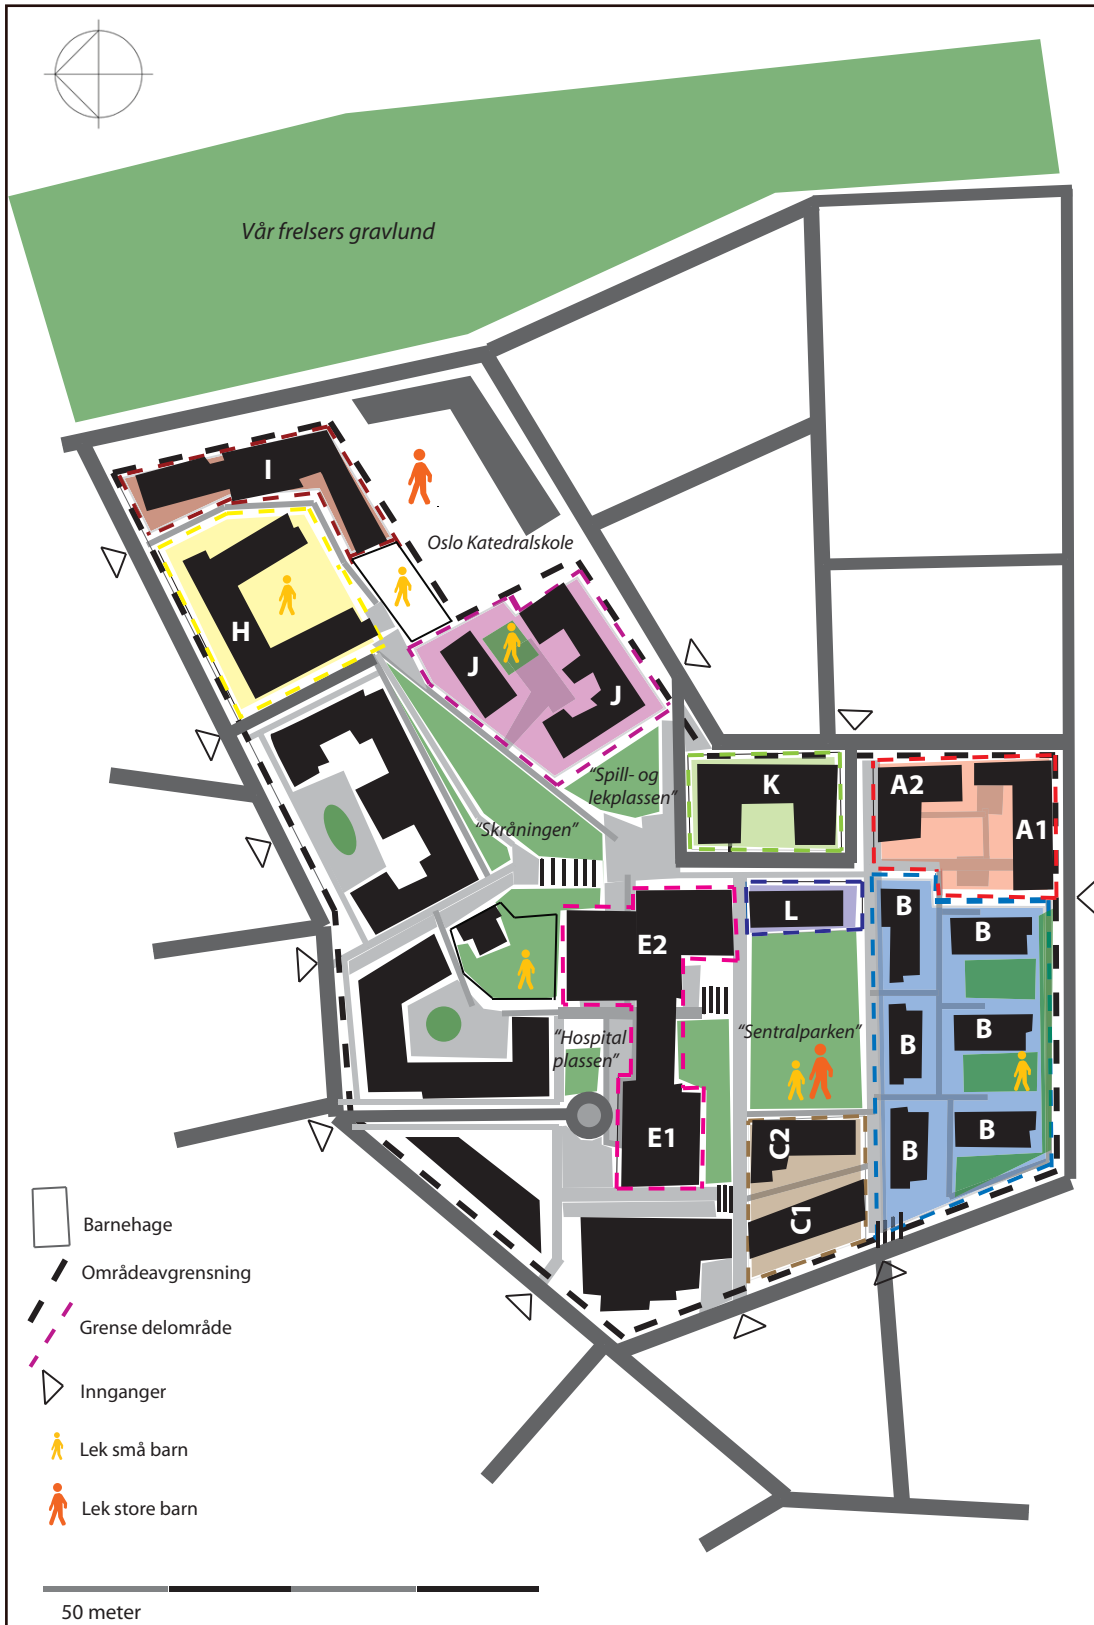 Vår frelsers gravlund
I
Oslo Katedralskole
H
J
J
"Spill- og
lekplassen"
K
A2
A1
"Skråningen"
L
B
B
E2
"Sentralparken"
B
B
"Hospital
plassen"
E1
C2
B
B
C1
Barnehage
Områdeavgrensning
Grense delområde
Innganger
Lek små barn
Lek store barn
50 meter